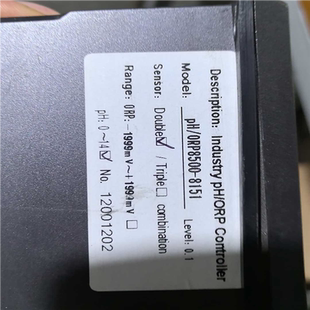 Description: Industry pH/ORP Controller
Model: pH/ORP8500-8151 Level: 0.1
Sensor: Double☑ / Triple☐ combination
Range: ORP: -1999mV~+1999mV ☐
pH: 0~14☑ No. 12001202